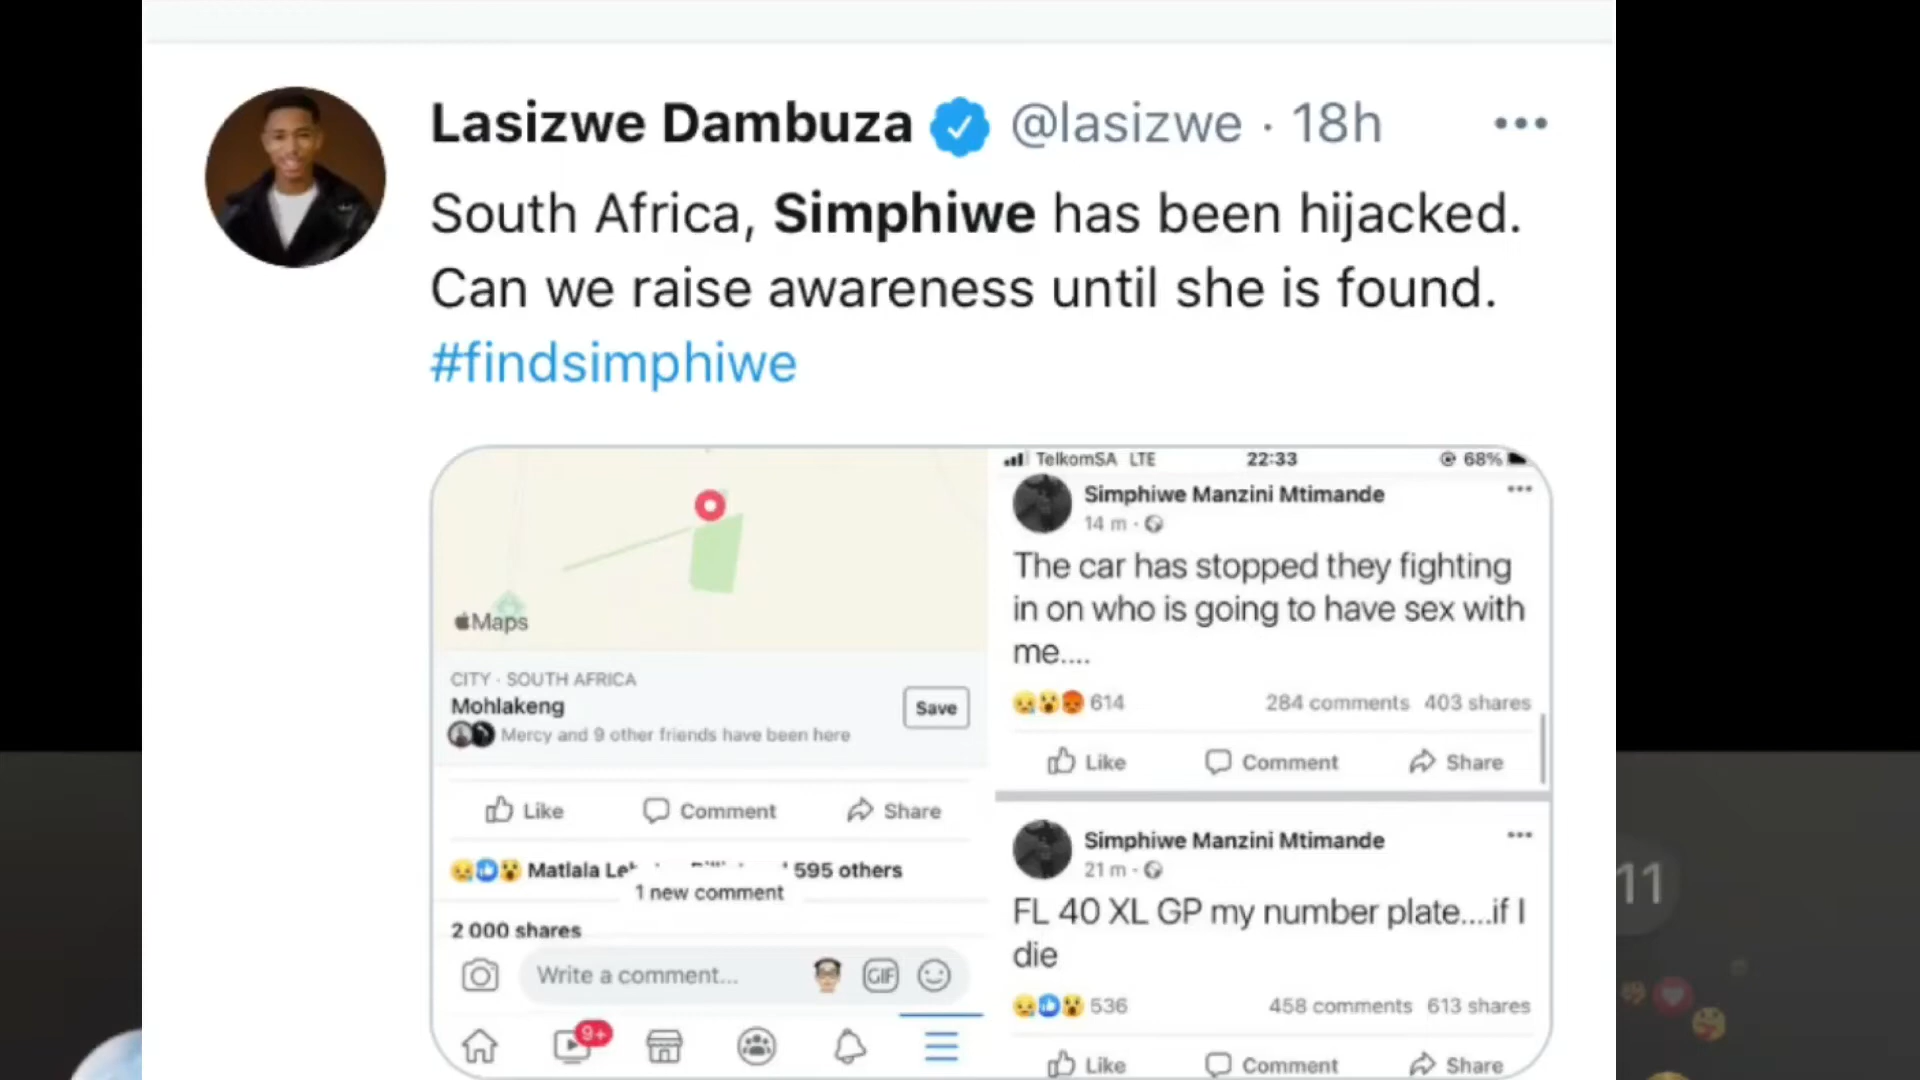 Lasizwe Dambuza @lasizwe · 18h
South Africa, Simphiwe has been hijacked.
Can we raise awareness until she is found.
#findsimphiwe
Maps
CITY · SOUTH AFRICA
Mohlakeng
Save
Mercy and 9 other friends have been here
Like Comment Share
Matlala 595 others
1 new comment
2 000 shares
Write a comment...
GIF
9+
TelkomSA LTE 22:33 68%
Simphiwe Manzini Mtimande
14 m ·
The car has stopped they fighting
in on who is going to have sex with
me....
614 284 comments 403 shares
Like Comment Share
Simphiwe Manzini Mtimande
21 m ·
FL 40 XL GP my number plate....if I
die
536 458 comments 613 shares
Like Comment Share
11